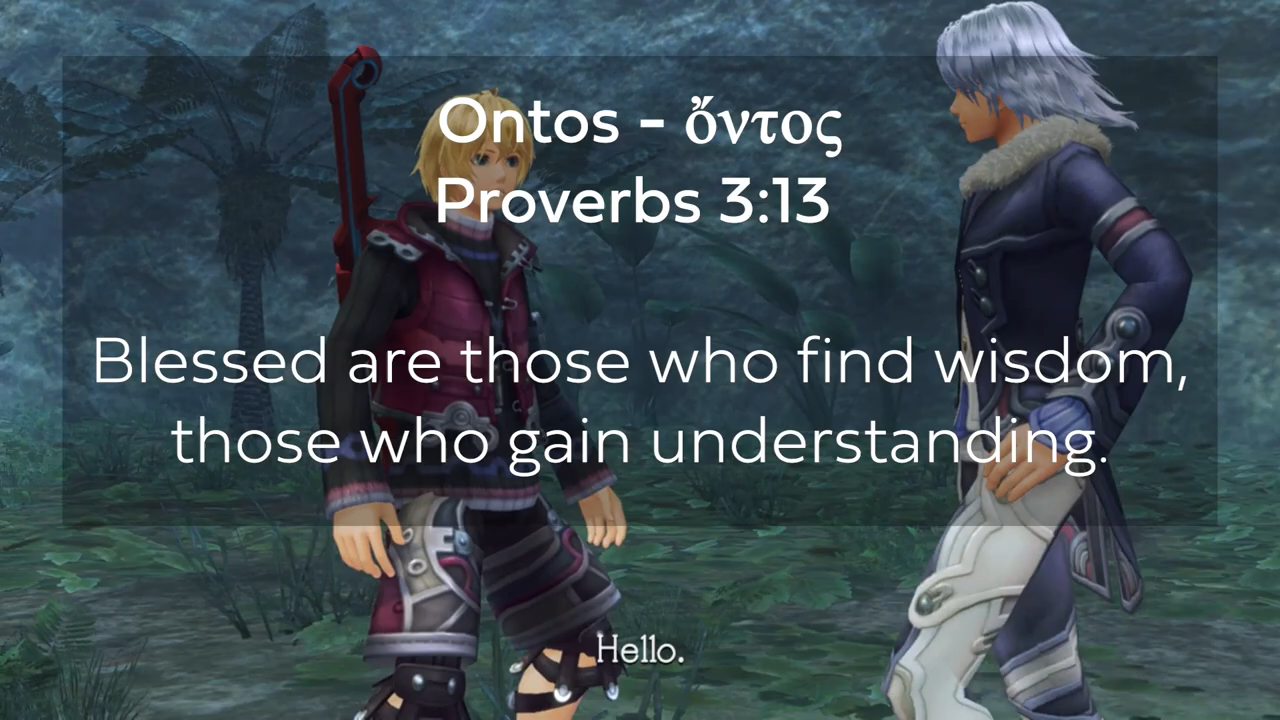 Ontos – ὄντος
Proverbs 3:13
Blessed are those who find wisdom,
those who gain understanding.
Hello.